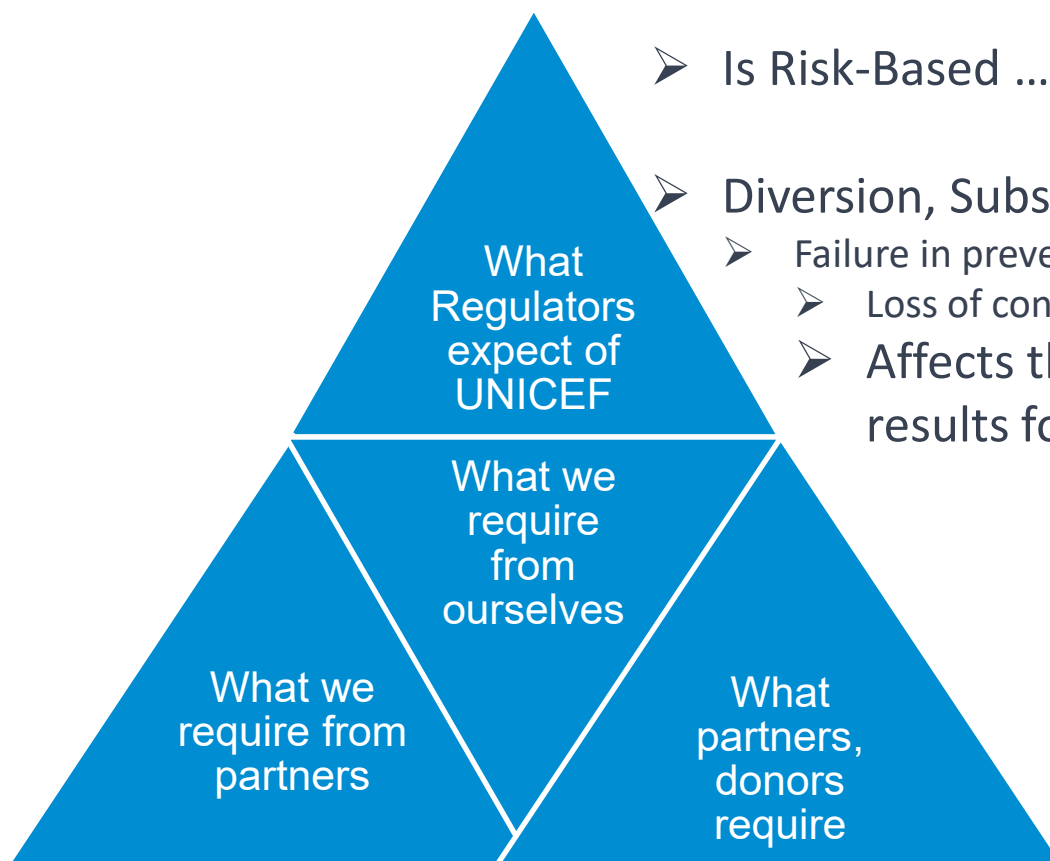 ➢ Is Risk-Based ...
➢ Diversion, Subs
➢ Failure in preve
➢ Loss of con
➢ Affects
results fo
What
Regulators
expect of
UNICEF
What we
require
from
ourselves
What we
require from
partners
What
partners,
donors
require